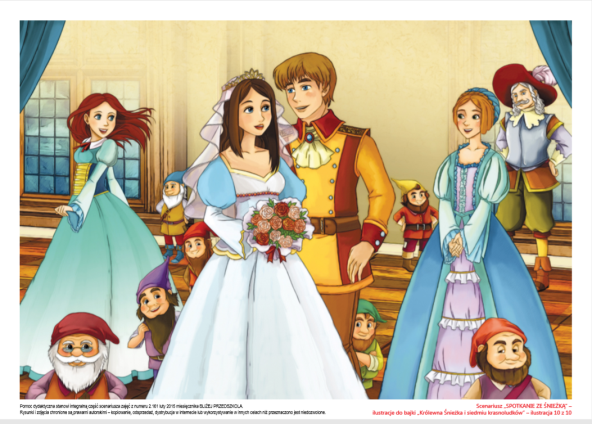 Pomoc dydaktyczna stanowi integralną część scenariusza zajęć z numeru 2.161 luty 2015 miesięcznika BLIŻEJ PRZEDSZKOLA.
Rysunki i zdjęcia chronione są prawami autorskimi – kopiowanie, odsprzedaż, dystrybucja w internecie lub wykorzystywanie w innych celach niż przeznaczono jest niedozwolone.
Scenariusz „SPOTKANIE ZE ŚNIEŻKĄ” –
ilustracje do bajki „Królewna Śnieżka i siedmiu krasnoludków” – ilustracja 10 z 10